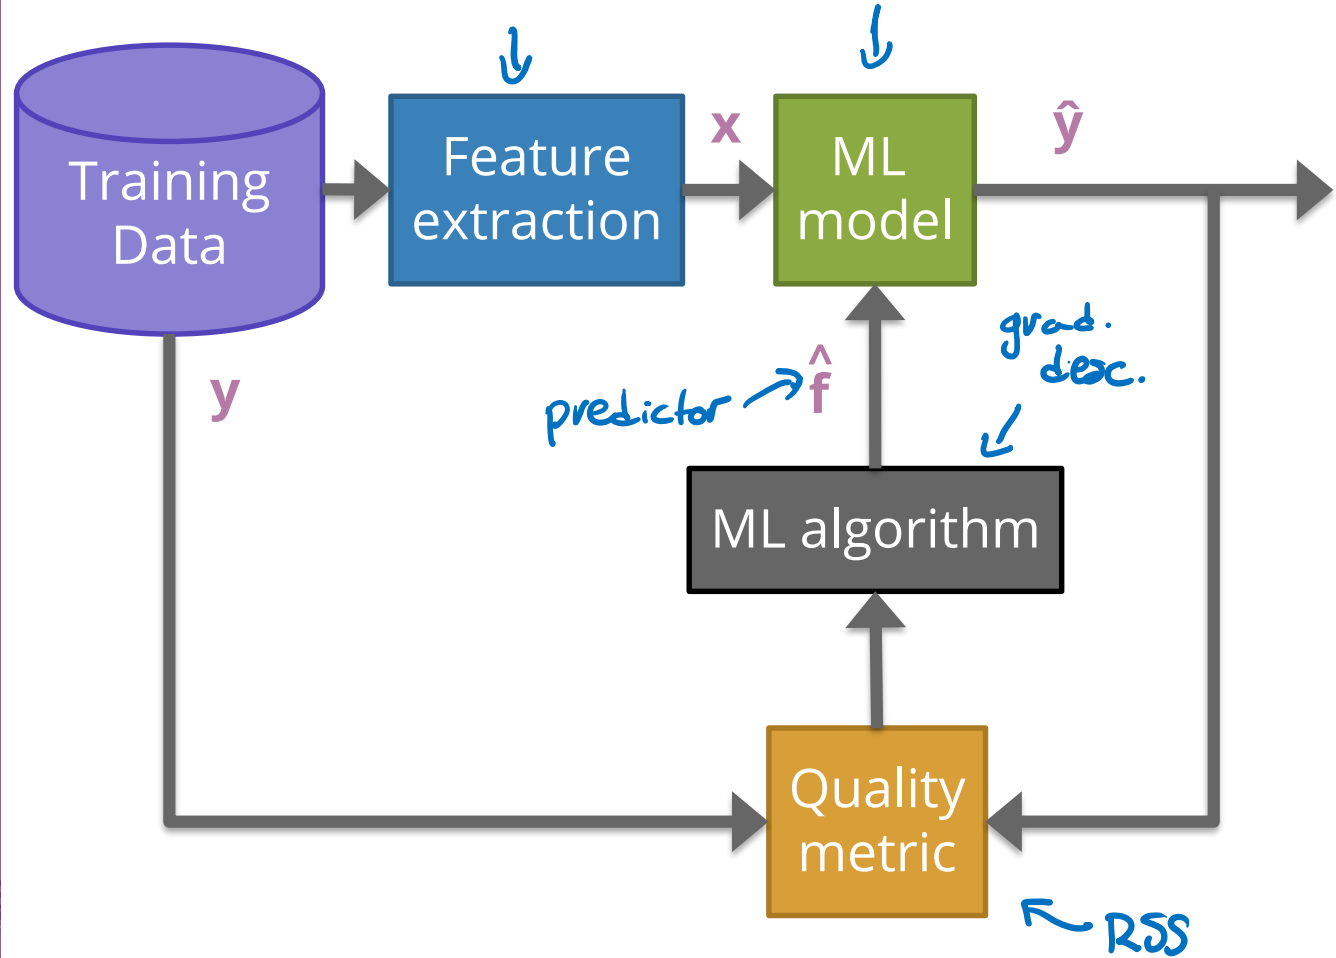 Training
Data
Feature
extraction
x
ML
model
ŷ
y
predictor
f̂
grad.
desc.
ML algorithm
Quality
metric
RSS